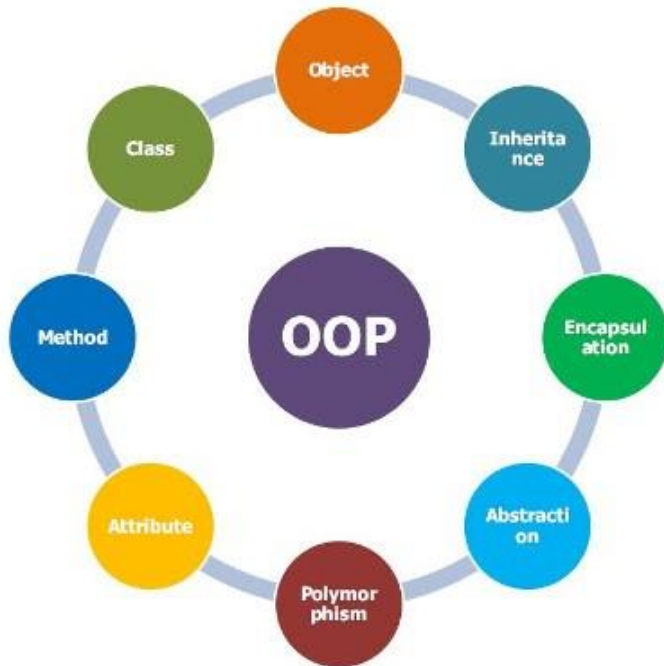 Object
Class
Inherita
nce
OOP
Method
Encapsul
ation
Attribute
Abstracti
on
Polymor
phism